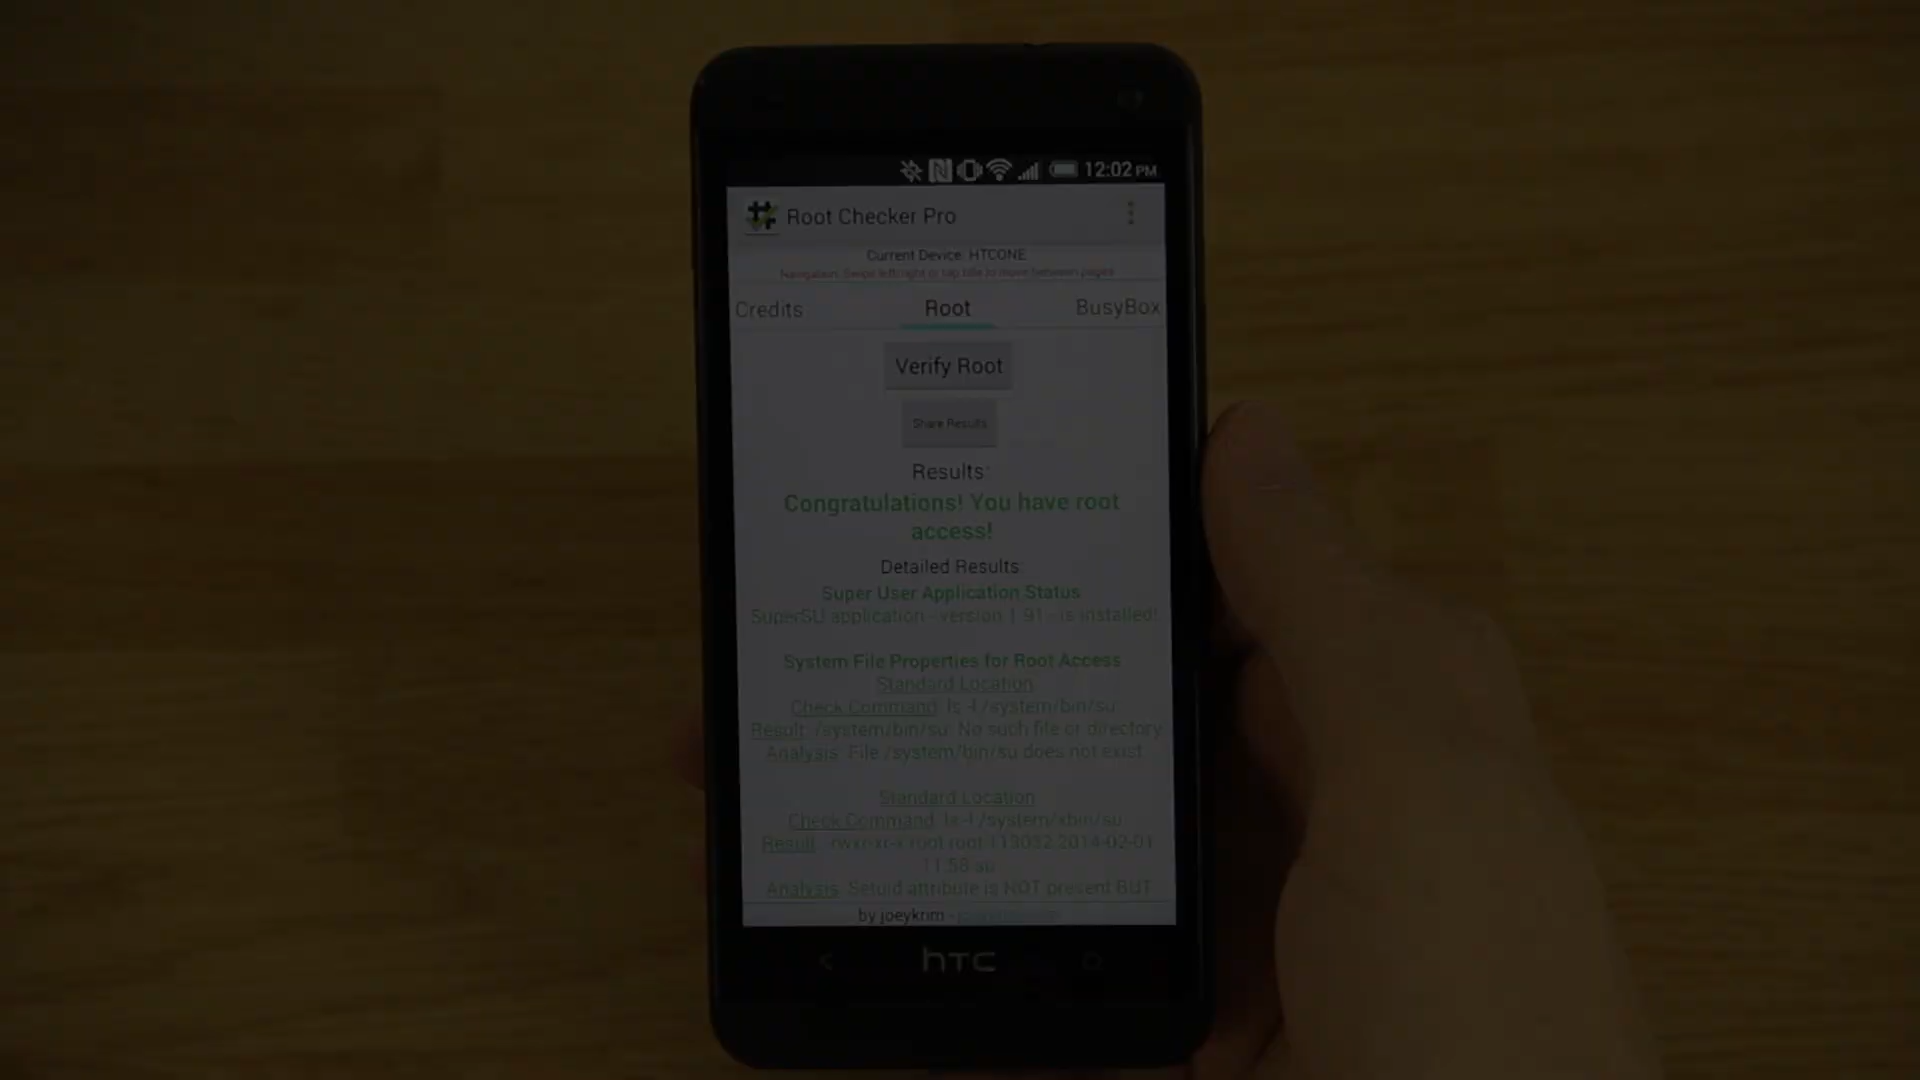 12:02 PM
Root Checker Pro
Current Device: HTCONE
Navigation: Swipe left/right or tap title to move between pages
Credits Root BusyBox
Verify Root
Share Results
Results:
Congratulations! You have root
access!
Detailed Results:
Super User Application Status
SuperSU application - version 1.91 - is installed!
System File Properties for Root Access
Standard Location
Check Command: ls -l /system/bin/su
Result: /system/bin/su: No such file or directory
Analysis: File /system/bin/su does not exist.
Standard Location
Check Command: ls -l /system/xbin/su
Result: -rwxr-xr-x root root 113032 2014-02-01
11:58 su
Analysis: Setuid attribute is NOT present BUT
by joeykrim -
hTC